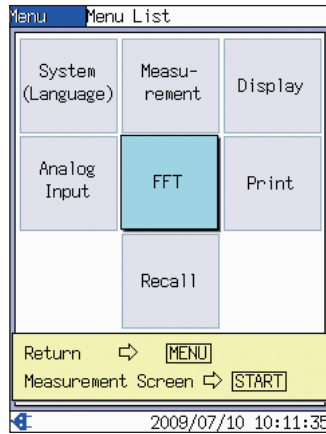 Menu Menu List
System Measu- Display
(Language) rement
Analog FFT Print
Input
Recall
Return ⇨ MENU
Measurement Screen ⇨ START
2009/07/10 10:11:35